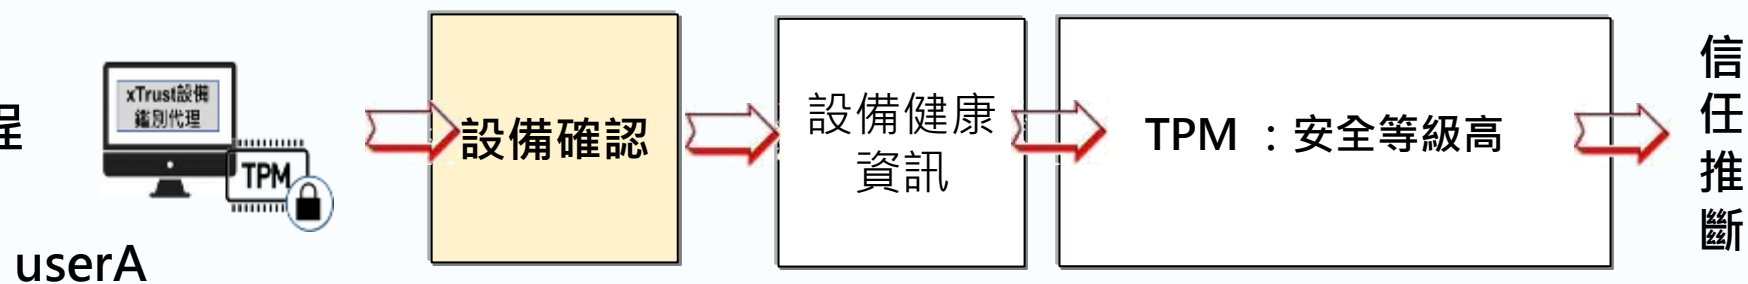 程
xTrust設備
鑑別代理
TPM
userA
設備確認
設備健康
資訊
TPM ：安全等級高
信
任
推
斷